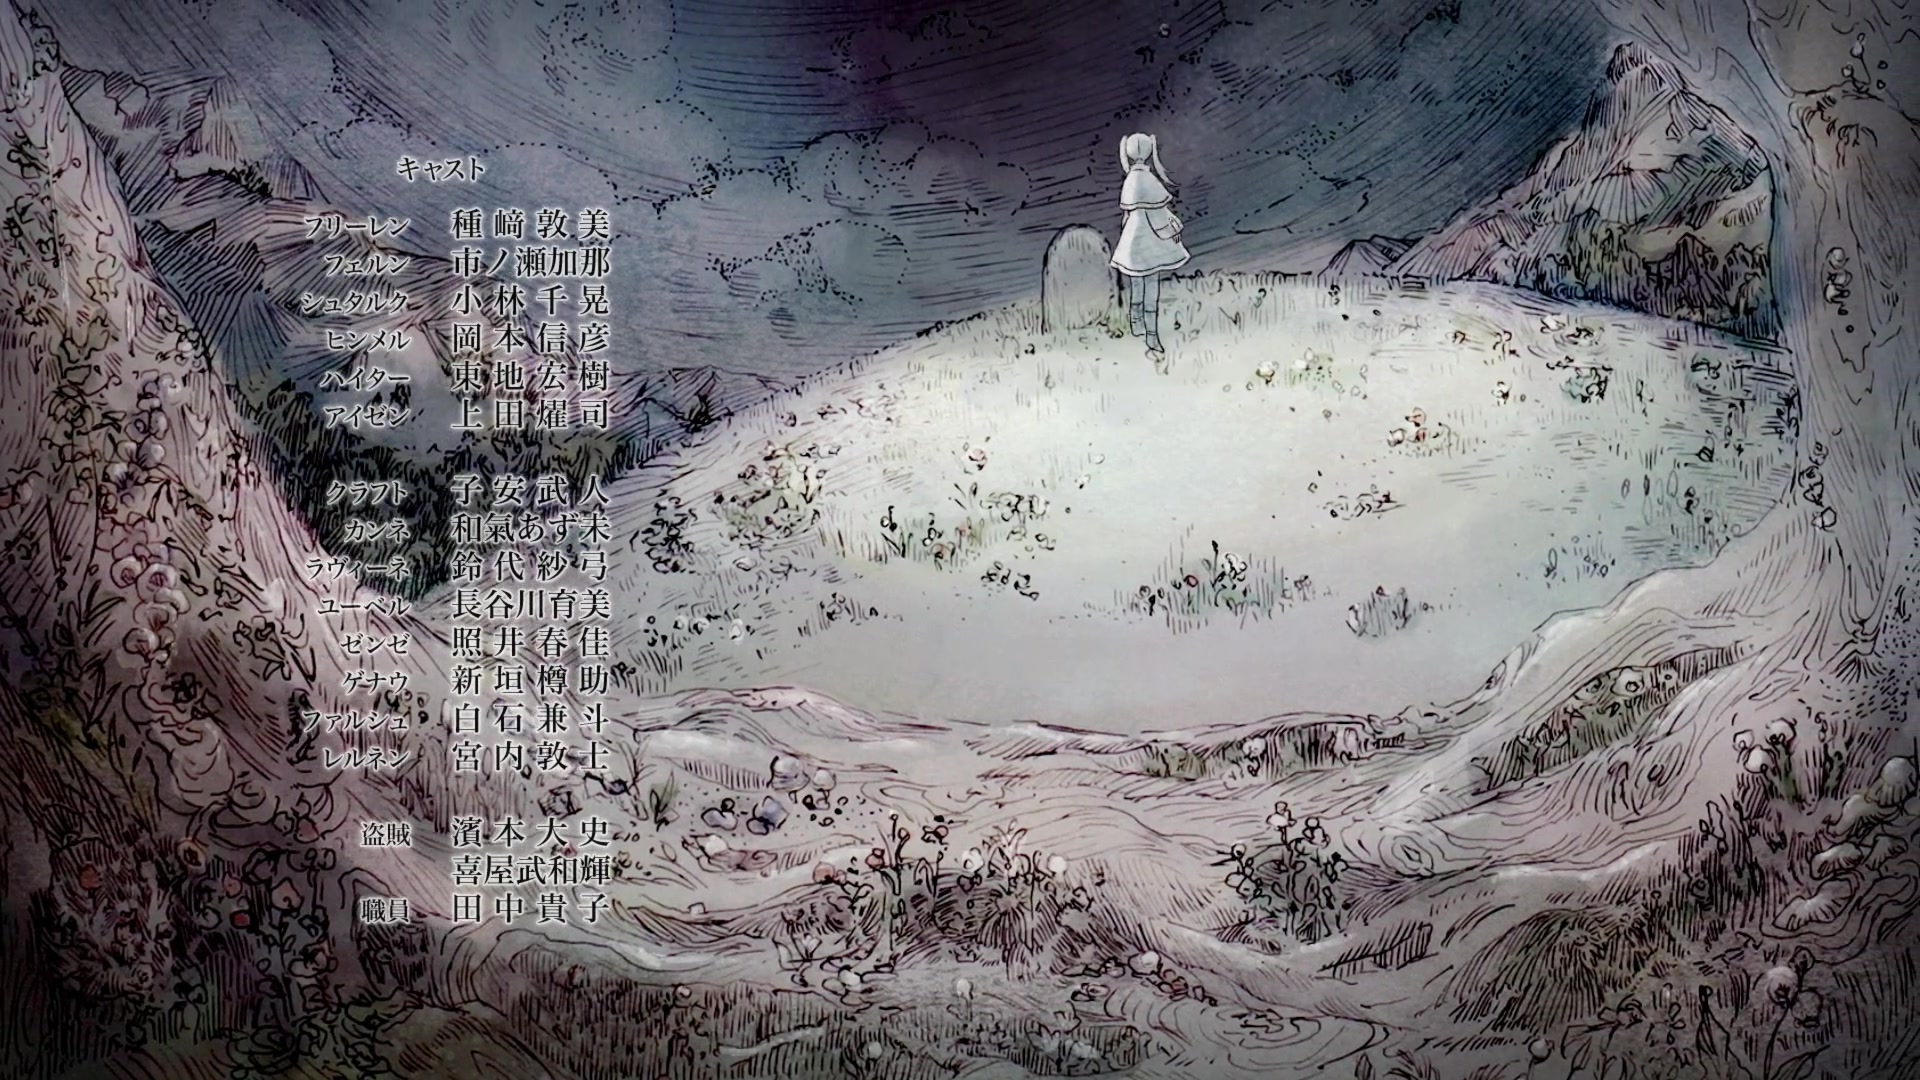 キャスト
フリーレン 種﨑敦美
フェルン 市ノ瀬加那
シュタルク 小林千晃
ヒンメル 岡本信彦
ハイター 東地宏樹
アイゼン 上田燿司
クラフト 子安武人
カンネ 和氣あず未
ラヴィーネ 鈴代紗弓
ユーベル 長谷川育美
ゼンゼ 照井春佳
ゲナウ 新垣樽助
ファルシュ 白石兼斗
レルネン 宮内敦士
盗賊 濱本大史
喜屋武和輝
職員 田中貴子